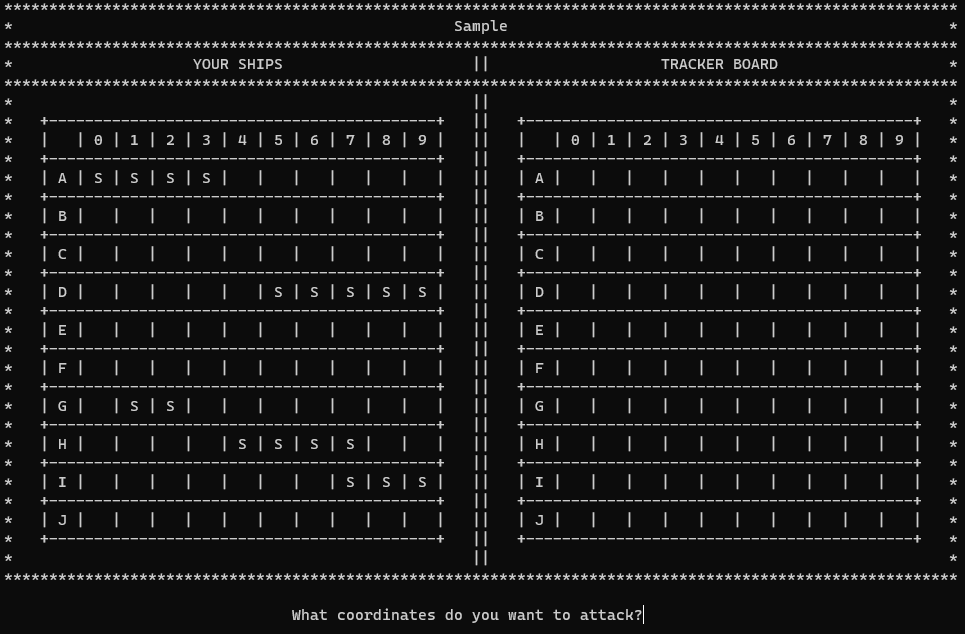 **********************************************************************************************************
*                                                 Sample                                                 *
**********************************************************************************************************
*                    YOUR SHIPS                     ||                   TRACKER BOARD                   *
**********************************************************************************************************
*                                                   ||                                                   *
*   +-------------------------------------------+   ||   +-------------------------------------------+   *
*   |   | 0 | 1 | 2 | 3 | 4 | 5 | 6 | 7 | 8 | 9 |   ||   |   | 0 | 1 | 2 | 3 | 4 | 5 | 6 | 7 | 8 | 9 |   *
*   +-------------------------------------------+   ||   +-------------------------------------------+   *
*   | A | S | S | S | S |   |   |   |   |   |   |   ||   | A |   |   |   |   |   |   |   |   |   |   |   *
*   +-------------------------------------------+   ||   +-------------------------------------------+   *
*   | B |   |   |   |   |   |   |   |   |   |   |   ||   | B |   |   |   |   |   |   |   |   |   |   |   *
*   +-------------------------------------------+   ||   +-------------------------------------------+   *
*   | C |   |   |   |   |   |   |   |   |   |   |   ||   | C |   |   |   |   |   |   |   |   |   |   |   *
*   +-------------------------------------------+   ||   +-------------------------------------------+   *
*   | D |   |   |   |   |   | S | S | S | S | S |   ||   | D |   |   |   |   |   |   |   |   |   |   |   *
*   +-------------------------------------------+   ||   +-------------------------------------------+   *
*   | E |   |   |   |   |   |   |   |   |   |   |   ||   | E |   |   |   |   |   |   |   |   |   |   |   *
*   +-------------------------------------------+   ||   +-------------------------------------------+   *
*   | F |   |   |   |   |   |   |   |   |   |   |   ||   | F |   |   |   |   |   |   |   |   |   |   |   *
*   +-------------------------------------------+   ||   +-------------------------------------------+   *
*   | G |   | S | S |   |   |   |   |   |   |   |   ||   | G |   |   |   |   |   |   |   |   |   |   |   *
*   +-------------------------------------------+   ||   +-------------------------------------------+   *
*   | H |   |   |   |   | S | S | S | S |   |   |   ||   | H |   |   |   |   |   |   |   |   |   |   |   *
*   +-------------------------------------------+   ||   +-------------------------------------------+   *
*   | I |   |   |   |   |   |   |   | S | S | S |   ||   | I |   |   |   |   |   |   |   |   |   |   |   *
*   +-------------------------------------------+   ||   +-------------------------------------------+   *
*   | J |   |   |   |   |   |   |   |   |   |   |   ||   | J |   |   |   |   |   |   |   |   |   |   |   *
*   +-------------------------------------------+   ||   +-------------------------------------------+   *
*                                                   ||                                                   *
**********************************************************************************************************
What coordinates do you want to attack?